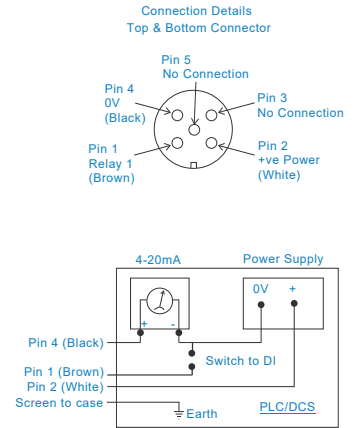 Connection Details
Top & Bottom Connector
Pin 5
No Connection
Pin 4
0V
(Black)
Pin 3
No Connection
Pin 1
Relay 1
(Brown)
Pin 2
+ve Power
(White)
4-20mA
Power Supply
0V +
+ -
Pin 4 (Black)
Switch to DI
Pin 1 (Brown)
Pin 2 (White)
Screen to case
Earth
PLC/DCS